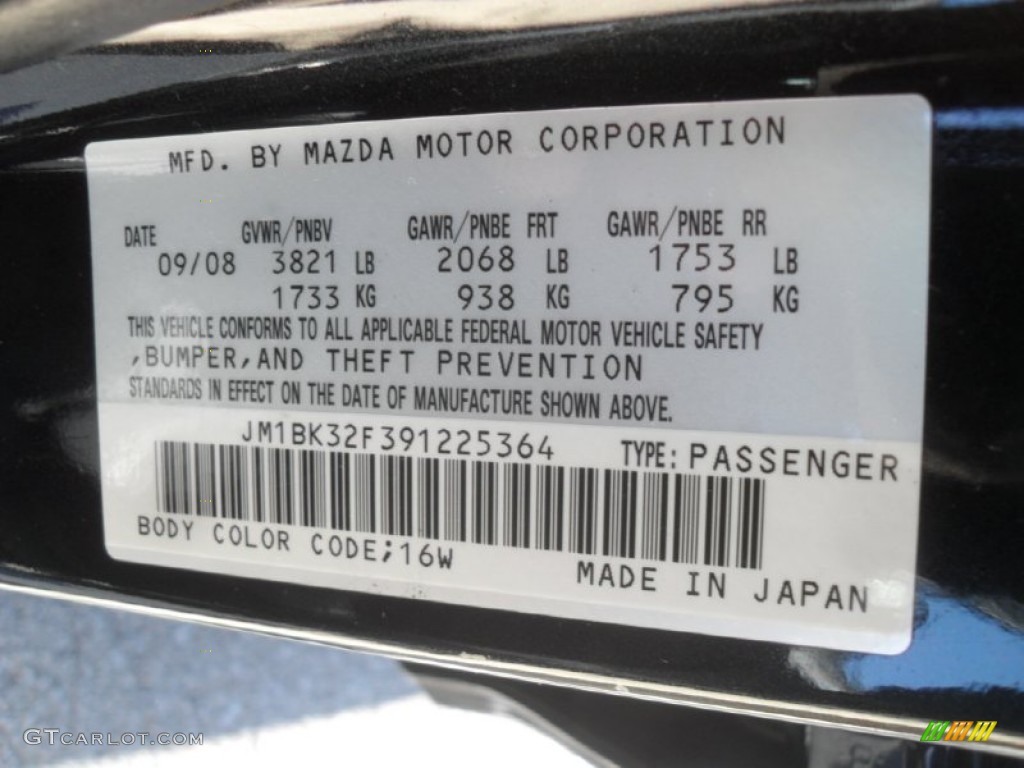 MFD. BY MAZDA MOTOR CORPORATION
DATE GVWR/PNBV GAWR/PNBE FRT GAWR/PNBE RR
09/08 3821 LB 2068 LB 1753 LB
1733 KG 938 KG 795 KG
THIS VEHICLE CONFORMS TO ALL APPLICABLE FEDERAL MOTOR VEHICLE SAFETY
,BUMPER,AND THEFT PREVENTION
STANDARDS IN EFFECT ON THE DATE OF MANUFACTURE SHOWN ABOVE.
JM1BK32F391225364 TYPE: PASSENGER
BODY COLOR CODE;16W
MADE IN JAPAN
GTCARLOT.COM